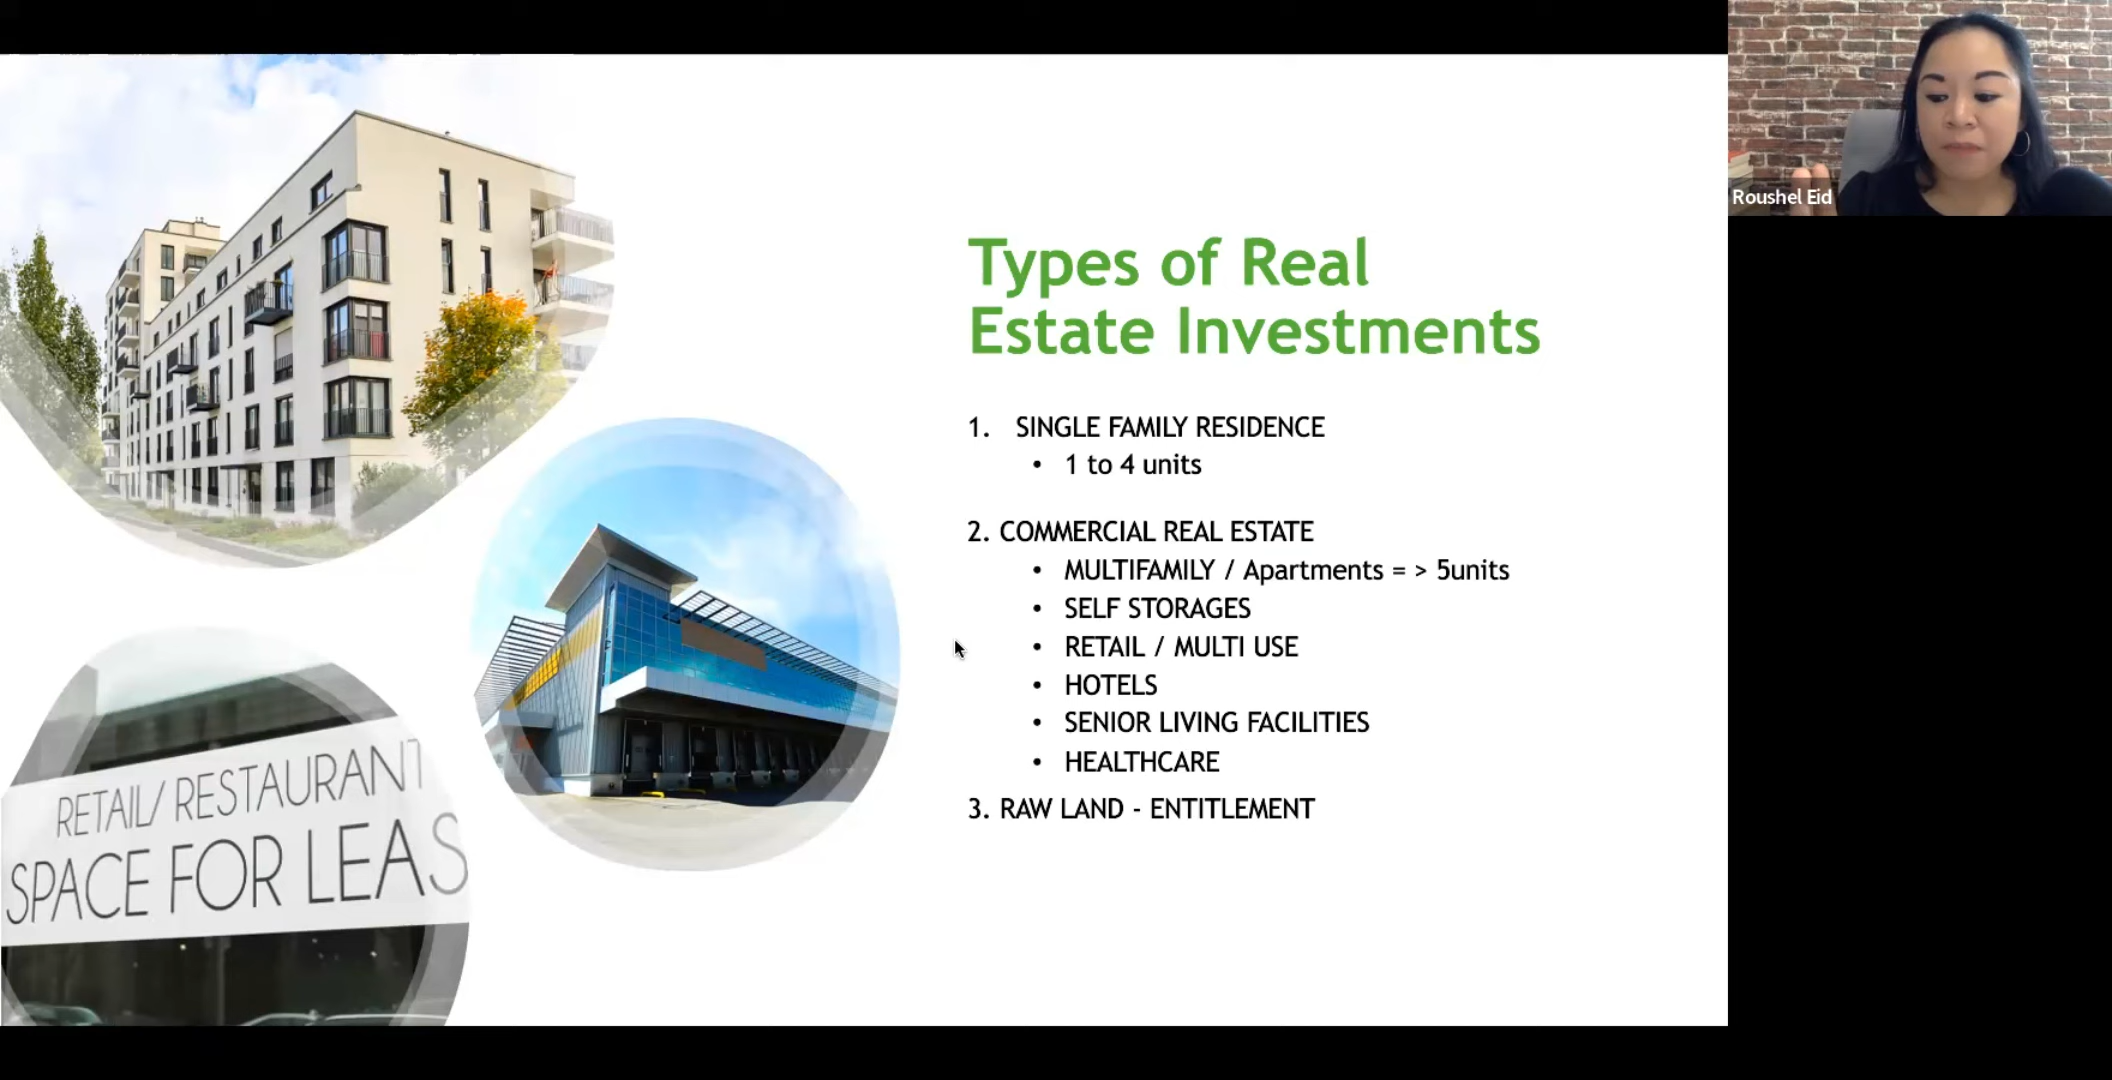 Roushel Eid
Types of Real
Estate Investments
1. SINGLE FAMILY RESIDENCE
• 1 to 4 units
2. COMMERCIAL REAL ESTATE
• MULTIFAMILY / Apartments = > 5units
• SELF STORAGES
• RETAIL / MULTI USE
• HOTELS
• SENIOR LIVING FACILITIES
• HEALTHCARE
3. RAW LAND - ENTITLEMENT
RETAIL/ RESTAURANT
SPACE FOR LEAS